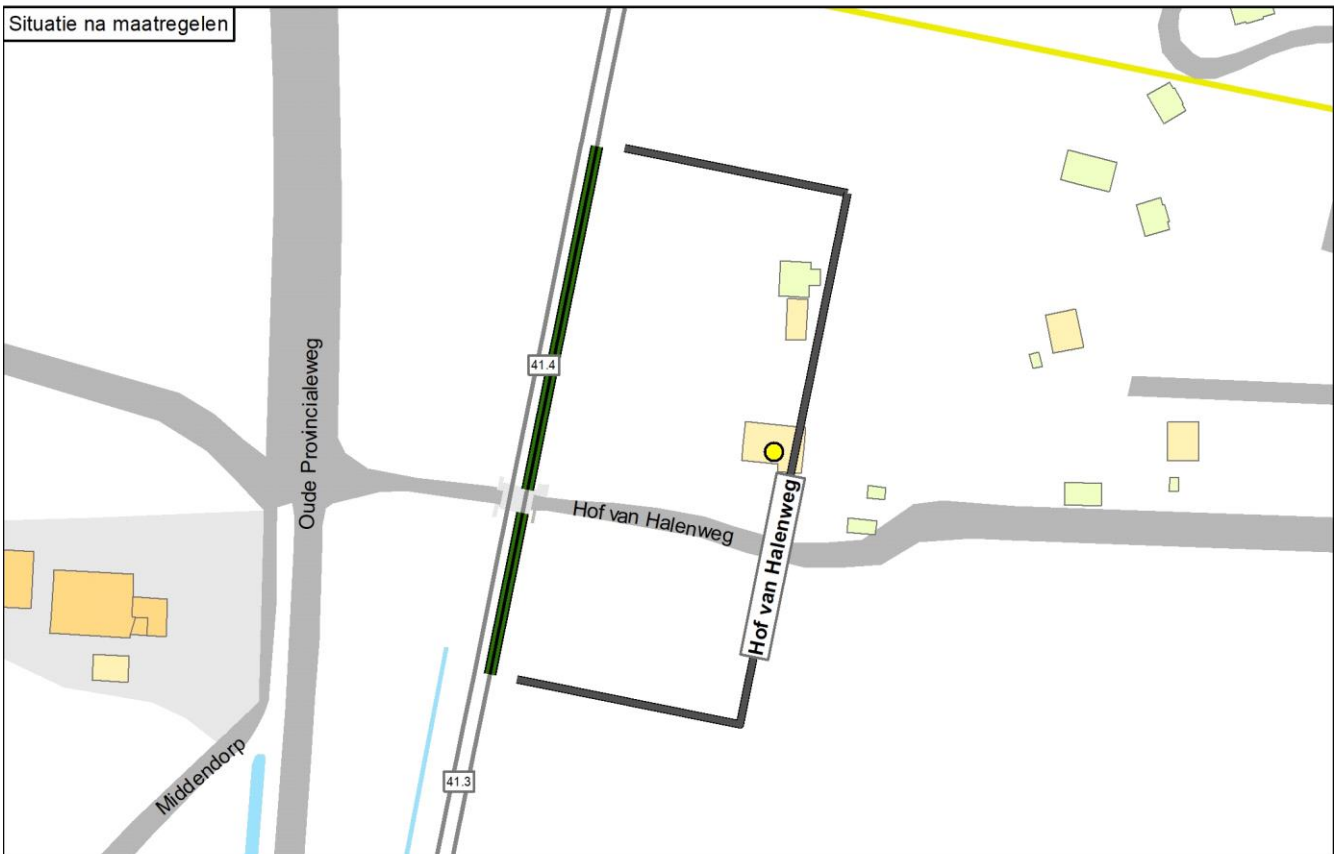 Situatie na maatregelen
41.4
Oude Provincialeweg
Hof van Halenweg
Hof van Halenweg
Middendorp
41.3